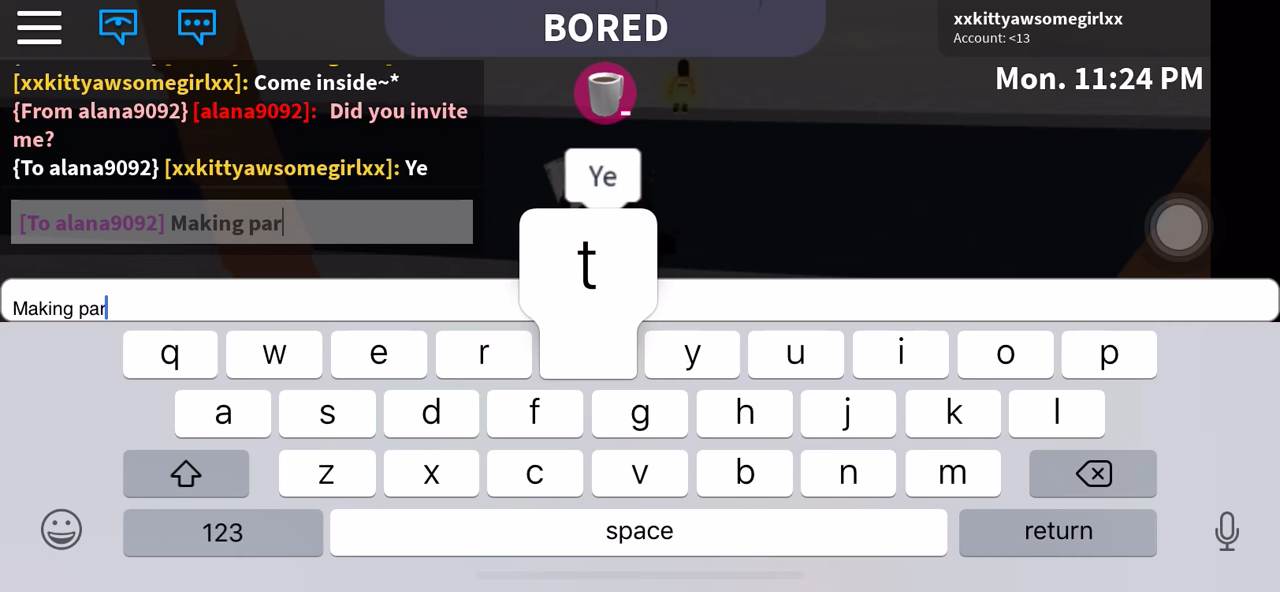 BORED
xxkittyawsomegirlxx
Account: <13
Mon. 11:24 PM
[xxkittyawsomegirlxx]: Come inside~*
{From alana9092} [alana9092]: Did you invite
me?
{To alana9092} [xxkittyawsomegirlxx]: Ye
Ye
[To alana9092] Making par
t
Making par
q w e r y u i o p
a s d f g h j k l
z x c v b n m
123 space return